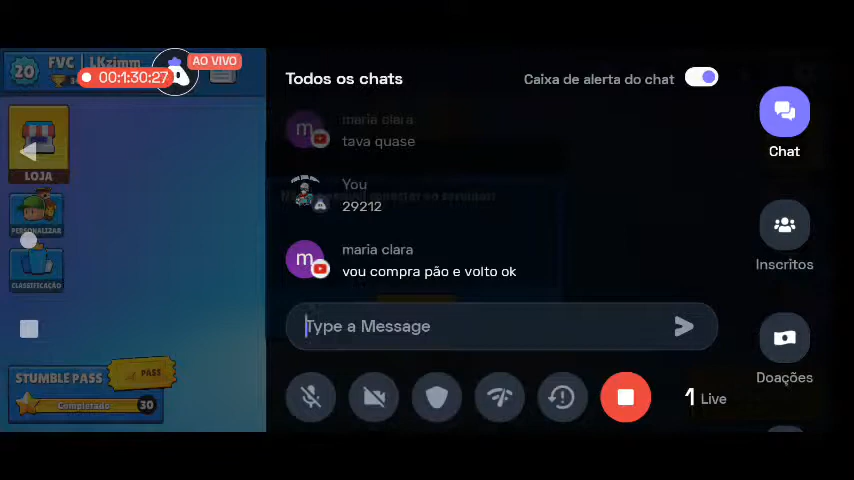 20
FVC
LKzimm
AO VIVO
00:1:30:27
LOJA
PERSONALIZAR
CLASSIFICAÇÃO
STUMBLE PASS
PASS
Completado
30
Todos os chats
Caixa de alerta do chat
m
maria clara
tava quase
You
29212
m
maria clara
vou compra pão e volto ok
Type a Message
1 Live
Chat
Inscritos
Doações